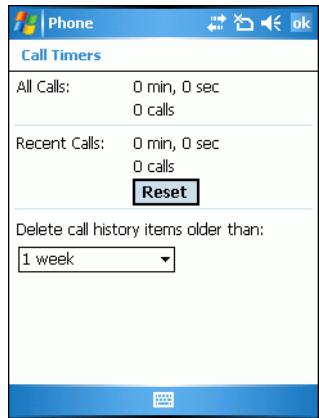 Phone
ok
Call Timers
All Calls: 0 min, 0 sec
0 calls
Recent Calls: 0 min, 0 sec
0 calls
Reset
Delete call history items older than:
1 week